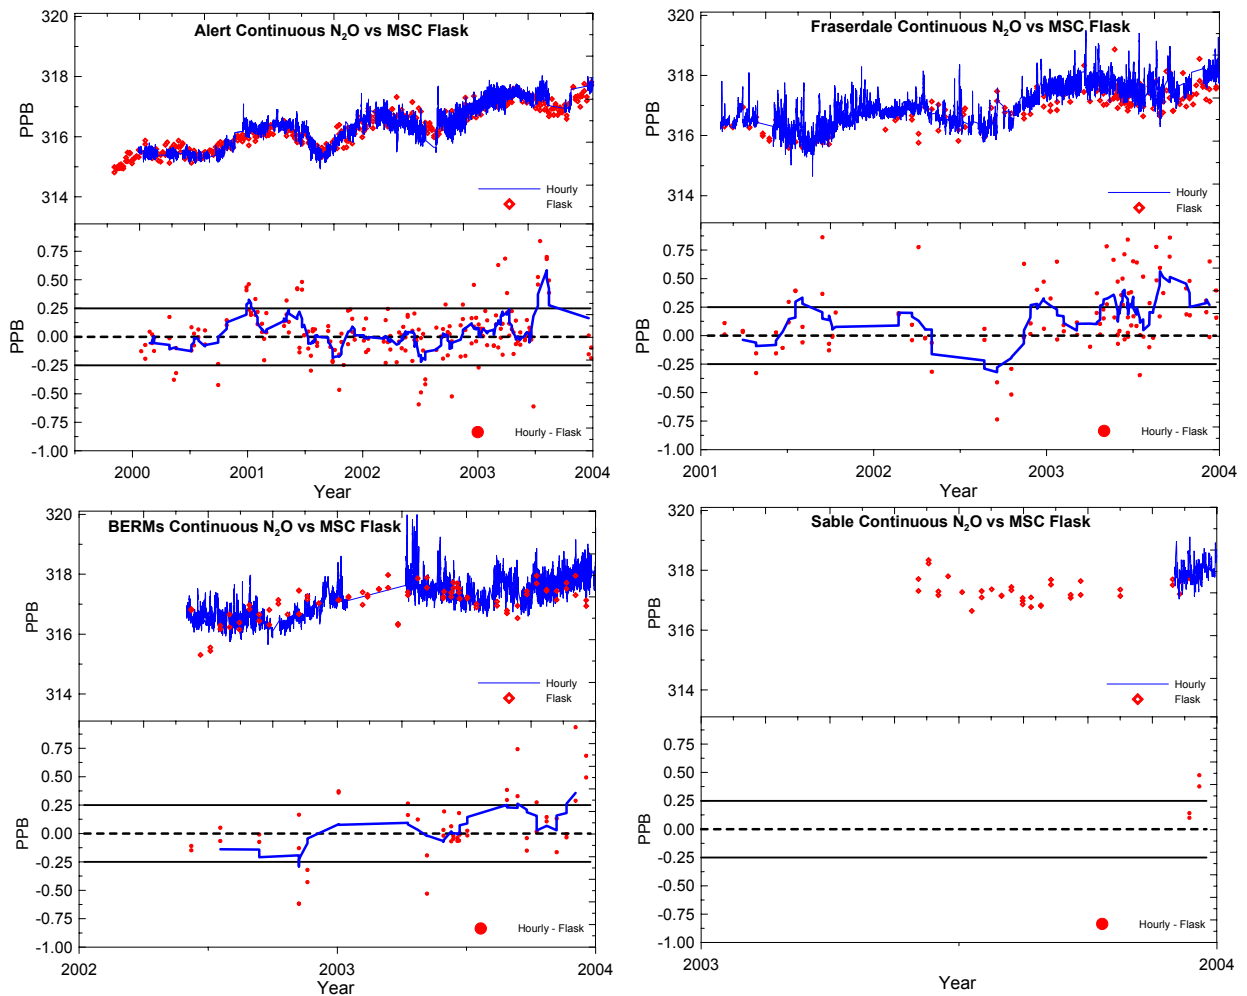 Alert Continuous N₂O vs MSC Flask
320
318
316
314
PPB
Hourly
Flask
0.75
0.50
0.25
0.00
-0.25
-0.50
-0.75
-1.00
PPB
Hourly - Flask
2000 2001 2002 2003 2004
Year
Fraserdale Continuous N₂O vs MSC Flask
320
318
316
314
PPB
Hourly
Flask
0.75
0.50
0.25
0.00
-0.25
-0.50
-0.75
-1.00
PPB
Hourly - Flask
2001 2002 2003 2004
Year
BERMs Continuous N₂O vs MSC Flask
320
318
316
314
PPB
Hourly
Flask
0.75
0.50
0.25
0.00
-0.25
-0.50
-0.75
-1.00
PPB
Hourly - Flask
2002 2003 2004
Year
Sable Continuous N₂O vs MSC Flask
320
318
316
314
PPB
Hourly
Flask
0.75
0.50
0.25
0.00
-0.25
-0.50
-0.75
-1.00
PPB
Hourly - Flask
2003 2004
Year